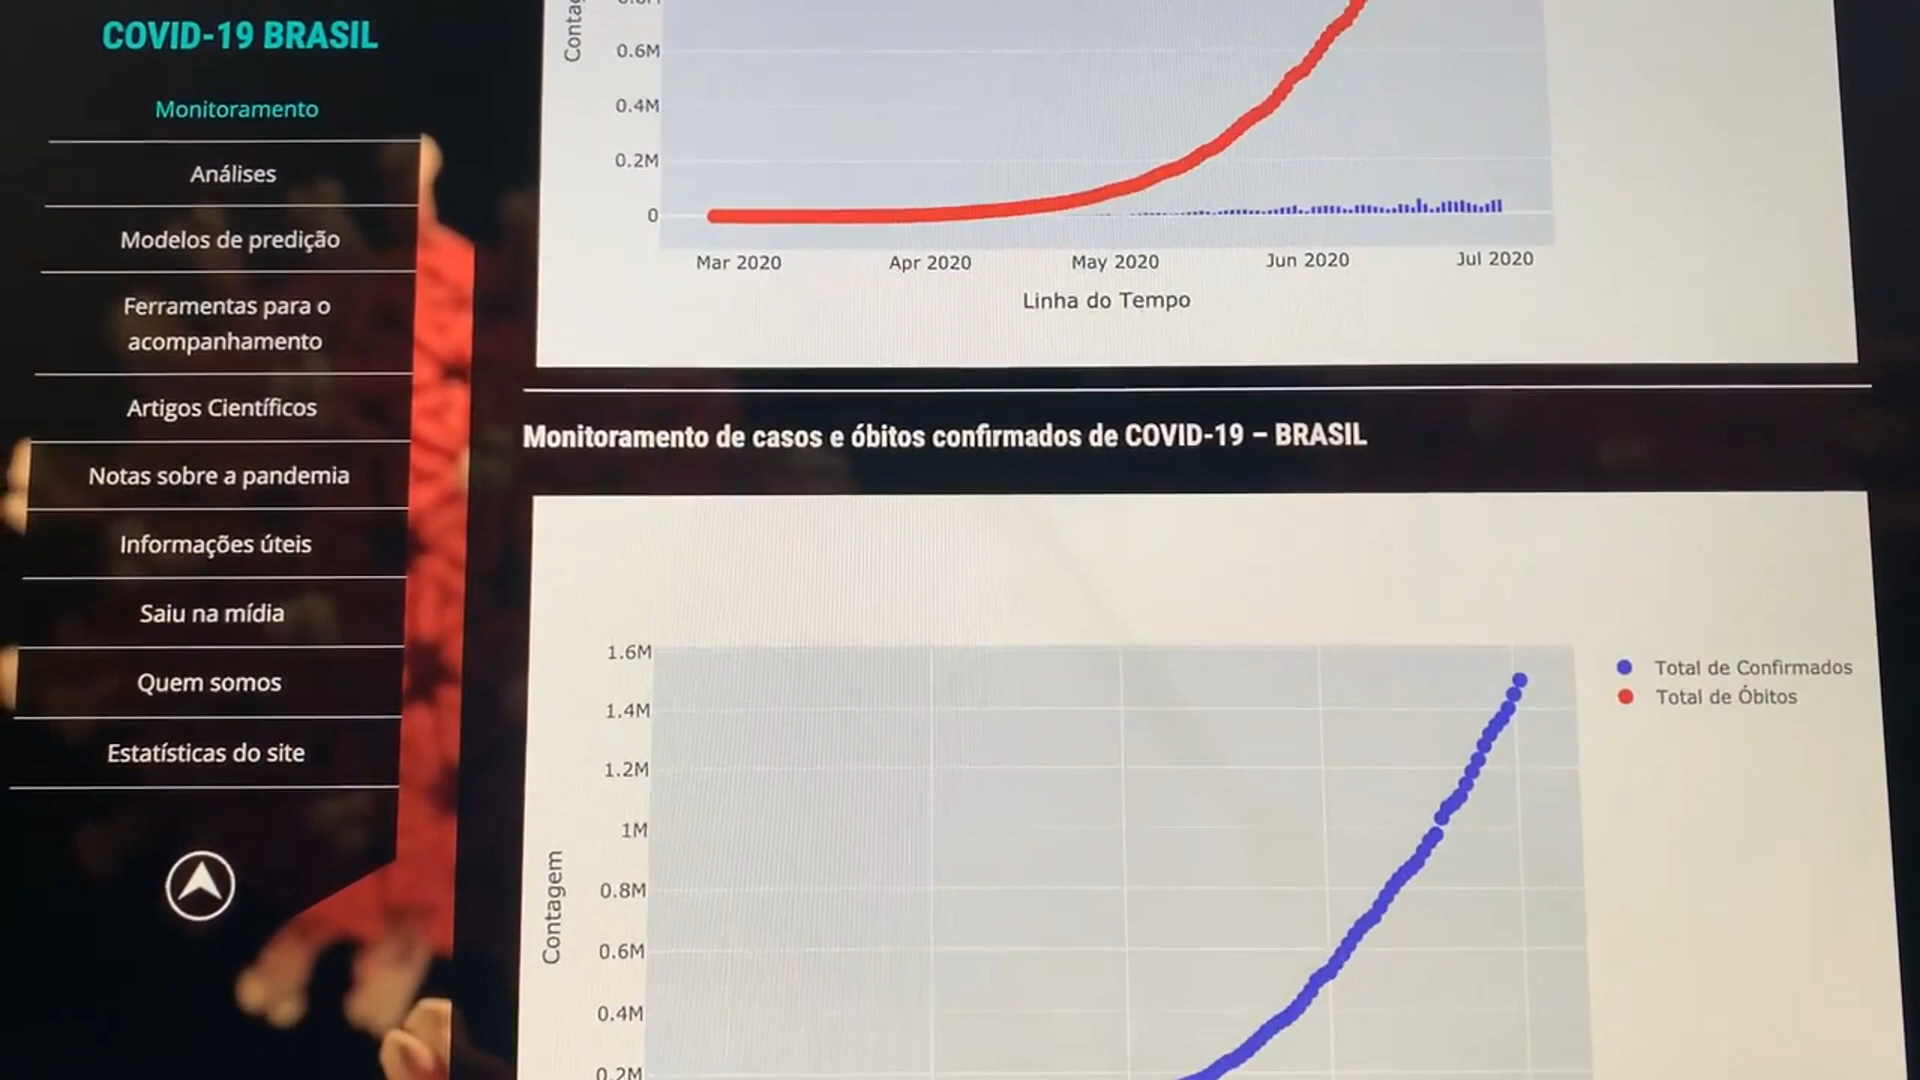 COVID-19 BRASIL
Monitoramento
Análises
Modelos de predição
Ferramentas para o
acompanhamento
Artigos Científicos
Notas sobre a pandemia
Informações úteis
Saiu na mídia
Quem somos
Estatísticas do site
0.6M
0.4M
0.2M
0
Mar 2020
Apr 2020
May 2020
Jun 2020
Jul 2020
Linha do Tempo
Monitoramento de casos e óbitos confirmados de COVID-19 – BRASIL
1.6M
1.4M
1.2M
1M
0.8M
0.6M
0.4M
0.2M
Contagem
Total de Confirmados
Total de Óbitos